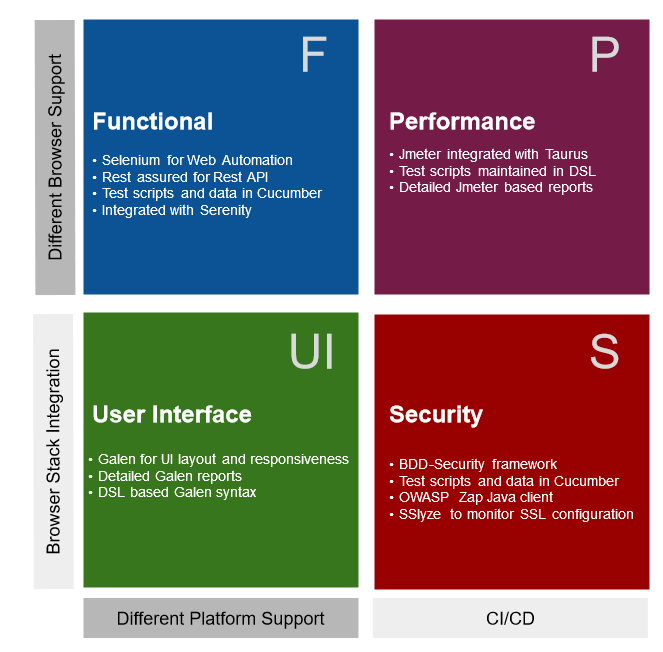 Different Browser Support
F
Functional
• Selenium for Web Automation
• Rest assured for Rest API
• Test scripts and data in Cucumber
• Integrated with Serenity
P
Performance
• Jmeter integrated with Taurus
• Test scripts maintained in DSL
• Detailed Jmeter based reports
Browser Stack Integration
UI
User Interface
• Galen for UI layout and responsiveness
• Detailed Galen reports
• DSL based Galen syntax
S
Security
• BDD-Security framework
• Test scripts and data in Cucumber
• OWASP Zap Java client
• SSlyze to monitor SSL configuration
Different Platform Support
CI/CD